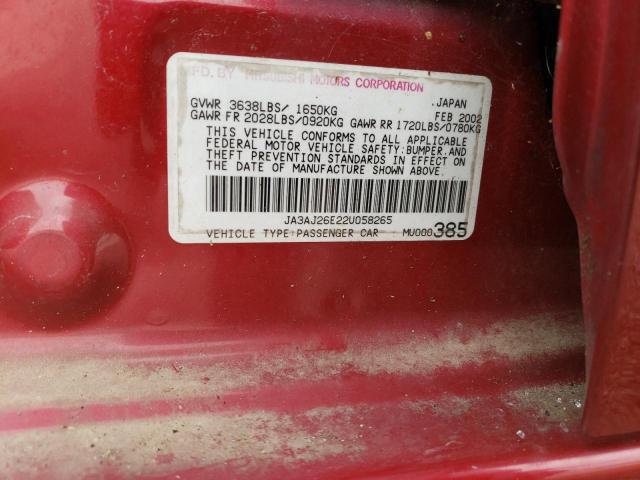 MFD. BY MITSUBISHI MOTORS CORPORATION
JAPAN
GVWR 3638LBS/ 1650KG FEB 2002
GAWR FR 2028LBS/0920KG GAWR RR 1720LBS/0780KG
THIS VEHICLE CONFORMS TO ALL APPLICABLE
FEDERAL MOTOR VEHICLE SAFETY, BUMPER, AND
THEFT PREVENTION STANDARDS IN EFFECT ON
THE DATE OF MANUFACTURE SHOWN ABOVE.
JA3AJ26E22U058265
VEHICLE TYPE:PASSENGER CAR MU000385